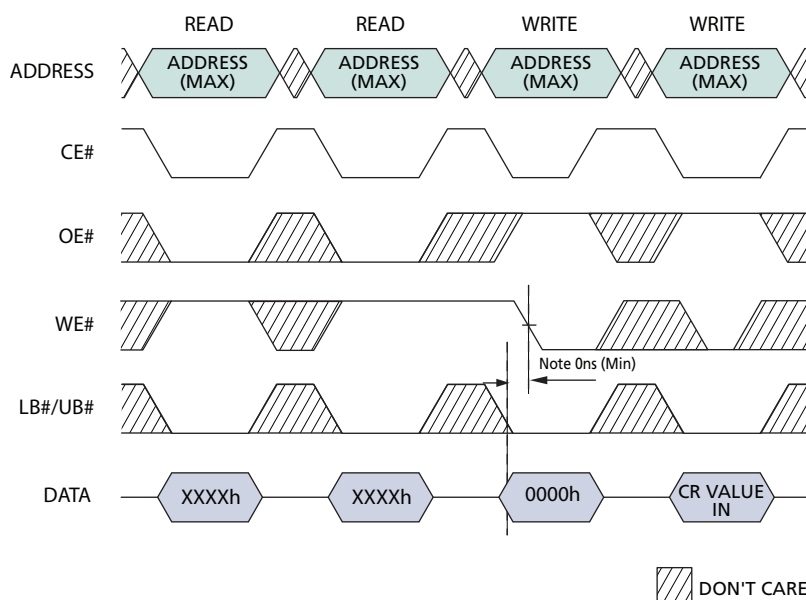 READ READ WRITE WRITE
ADDRESS
ADDRESS
(MAX)
ADDRESS
(MAX)
ADDRESS
(MAX)
ADDRESS
(MAX)
CE#
OE#
WE#
Note 0ns (Min)
LB#/UB#
DATA
XXXXh
XXXXh
0000h
CR VALUE
IN
DON'T CARE